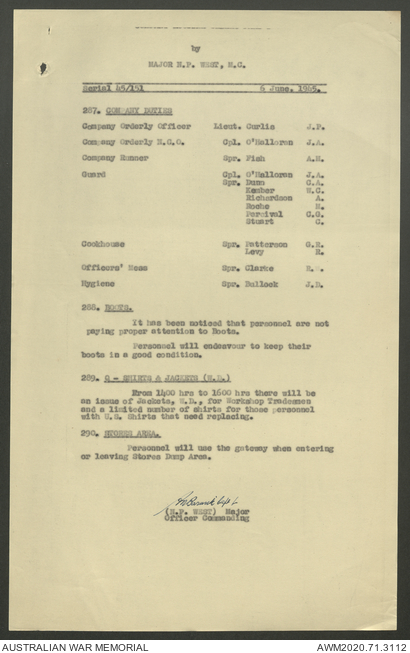 by
MAJOR H.P. WEST, M.C.
Serial 45/151 6 June. 1945.
287. COMPANY DUTIES
Company Orderly Officer Lieut. Curlis J.P.
Company Orderly N.C.O. Cpl. O'Halloran J.A.
Company Runner Spr. Fish A.H.
Guard Cpl. O'Halloran J.A.
Spr. Dunn C.A.
Kember W.C.
Richardson A.
Roche M.
Percival C.G.
Stuart C.
Cookhouse Spr. Patterson G.R.
Levy H.
Officers' Mess Spr. Clarke
Hygiene Spr. Bullock J.D.
288. BOOTS.
It has been noticed that personnel are not
paying proper attention to Boots.
Personnel will endeavour to keep their
boots in a good condition.
289. Q - SHIRTS & JACKETS (W.D.)
From 1400 hrs to 1600 hrs there will be
an issue of Jackets, W.D., for Workshop Tradesmen
and a limited number of shirts for those personnel
with U.S. Shirts that need replacing.
290. STORES AREA.
Personnel will use the gateway when entering
or leaving Stores Dump Area.
(H.P. WEST) Major
Officer Commanding
AUSTRALIAN WAR MEMORIAL AWM2020.71.3112